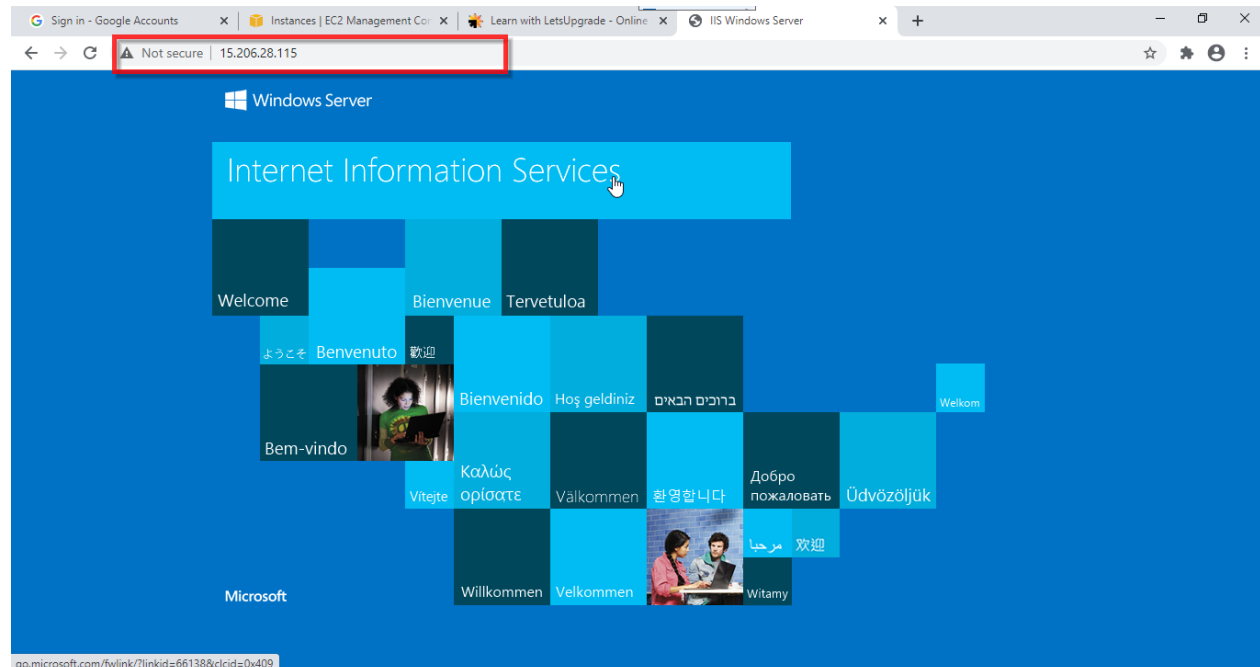 Sign in - Google Accounts
Instances | EC2 Management Cor
Learn with LetsUpgrade - Online
IIS Windows Server
Not secure | 15.206.28.115
Windows Server
Internet Information Services
Welcome
Bienvenue
Tervetuloa
ようこそ
Benvenuto
歡迎
Bienvenido
Hoş geldiniz
ברוכים הבאים
Welkom
Bem-vindo
Vítejte
Καλώς
ορίσατε
Välkommen
환영합니다
Добро
пожаловать
Üdvözöljük
Willkommen
Velkommen
مرحبا
欢迎
Witamy
Microsoft
go.microsoft.com/fwlink/?linkid=66138&clcid=0x409